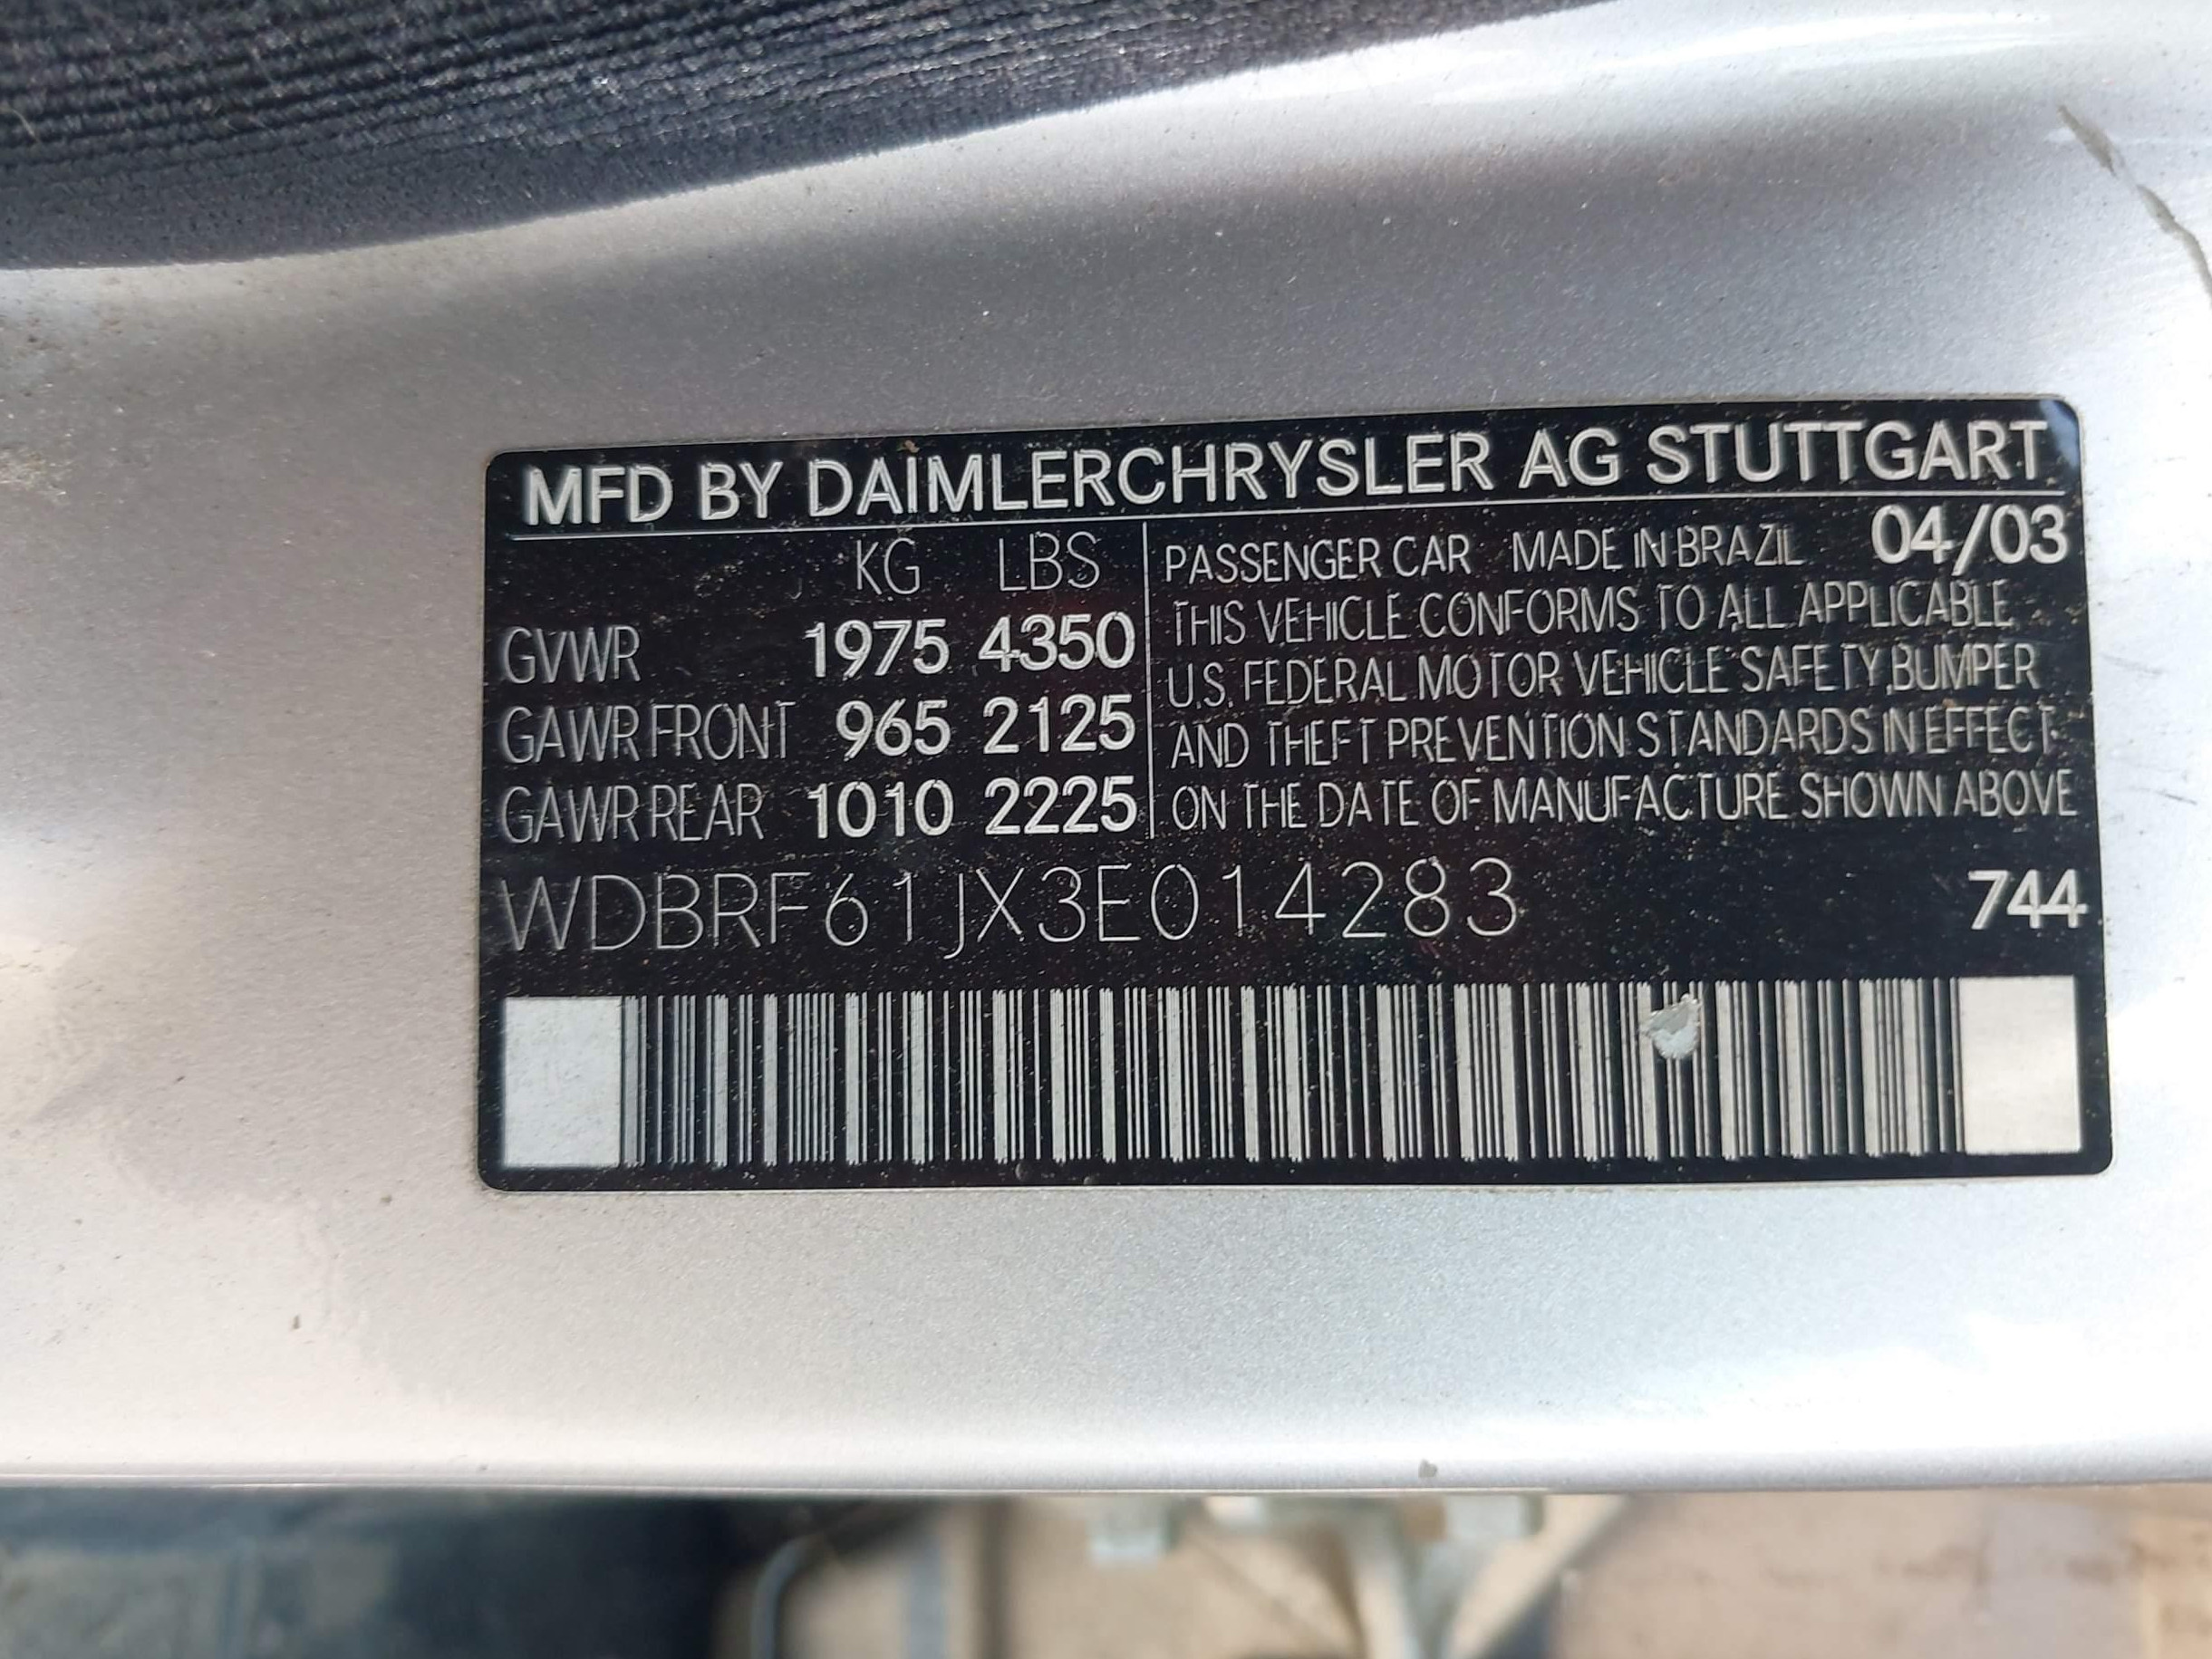 MFD BY DAIMLERCHRYSLER AG STUTTGART
KG LBS
GVWR 1975 4350
GAWR FRONT 965 2125
GAWR REAR 1010 2225
PASSENGER CAR MADE IN BRAZIL 04/03
THIS VEHICLE CONFORMS TO ALL APPLICABLE
U.S. FEDERAL MOTOR VEHICLE SAFETY,BUMPER
AND THEFT PREVENTION STANDARDS IN EFFECT
ON THE DATE OF MANUFACTURE SHOWN ABOVE
WDBRF61JX3E014283 744